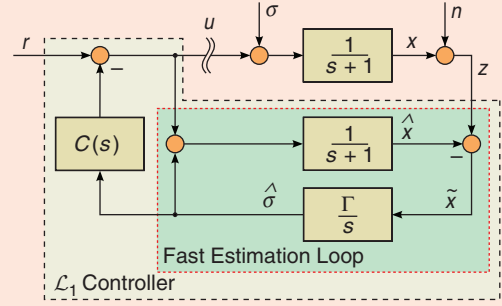 u σ n
r − 1/(s + 1) x
z
C(s) 1/(s + 1) x̂ −
σ̂ Γ/s x̃
Fast Estimation Loop
ℒ₁ Controller